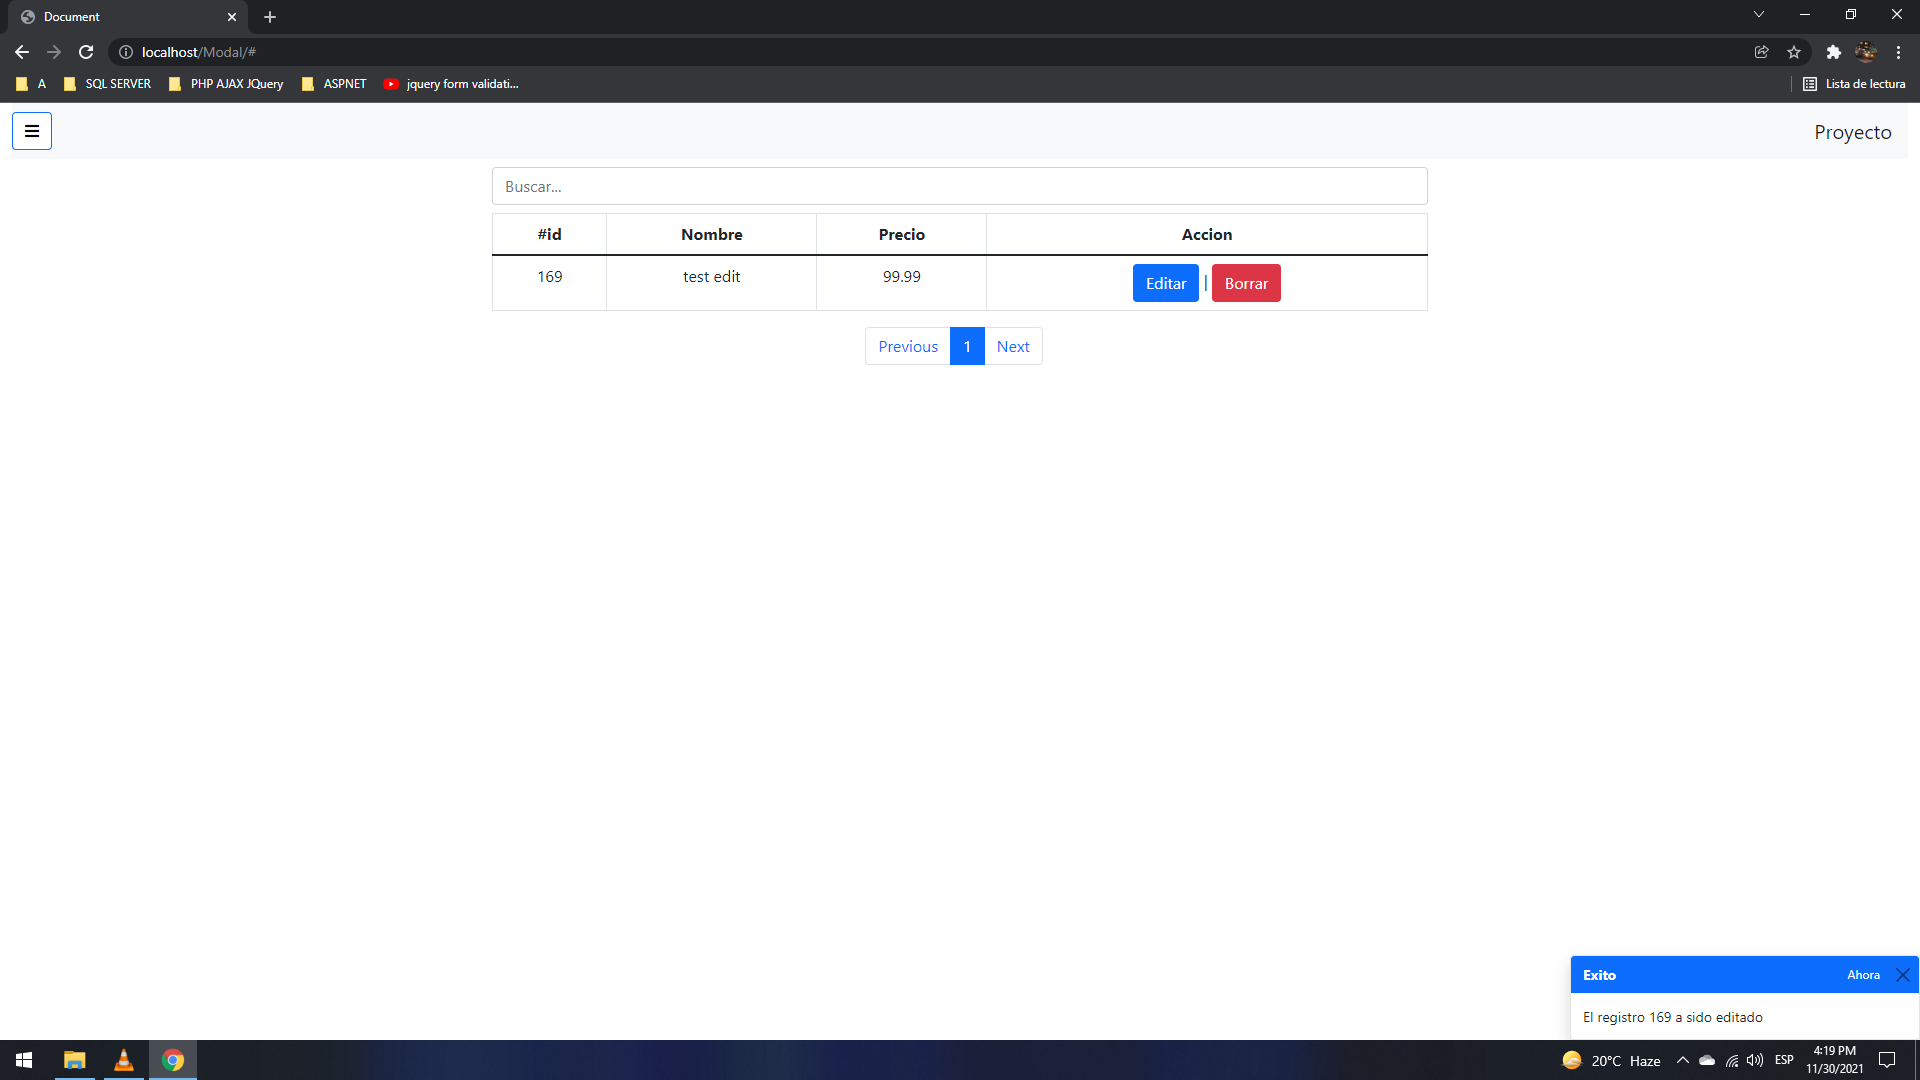 Document
localhost/Modal/#
A SQL SERVER PHP AJAX JQuery ASPNET jquery form validati... Lista de lectura
Proyecto
Buscar...
#id Nombre Precio Accion
169 test edit 99.99 Editar | Borrar
Previous 1 Next
Exito Ahora
El registro 169 a sido editado
20°C Haze ESP 4:19 PM
11/30/2021